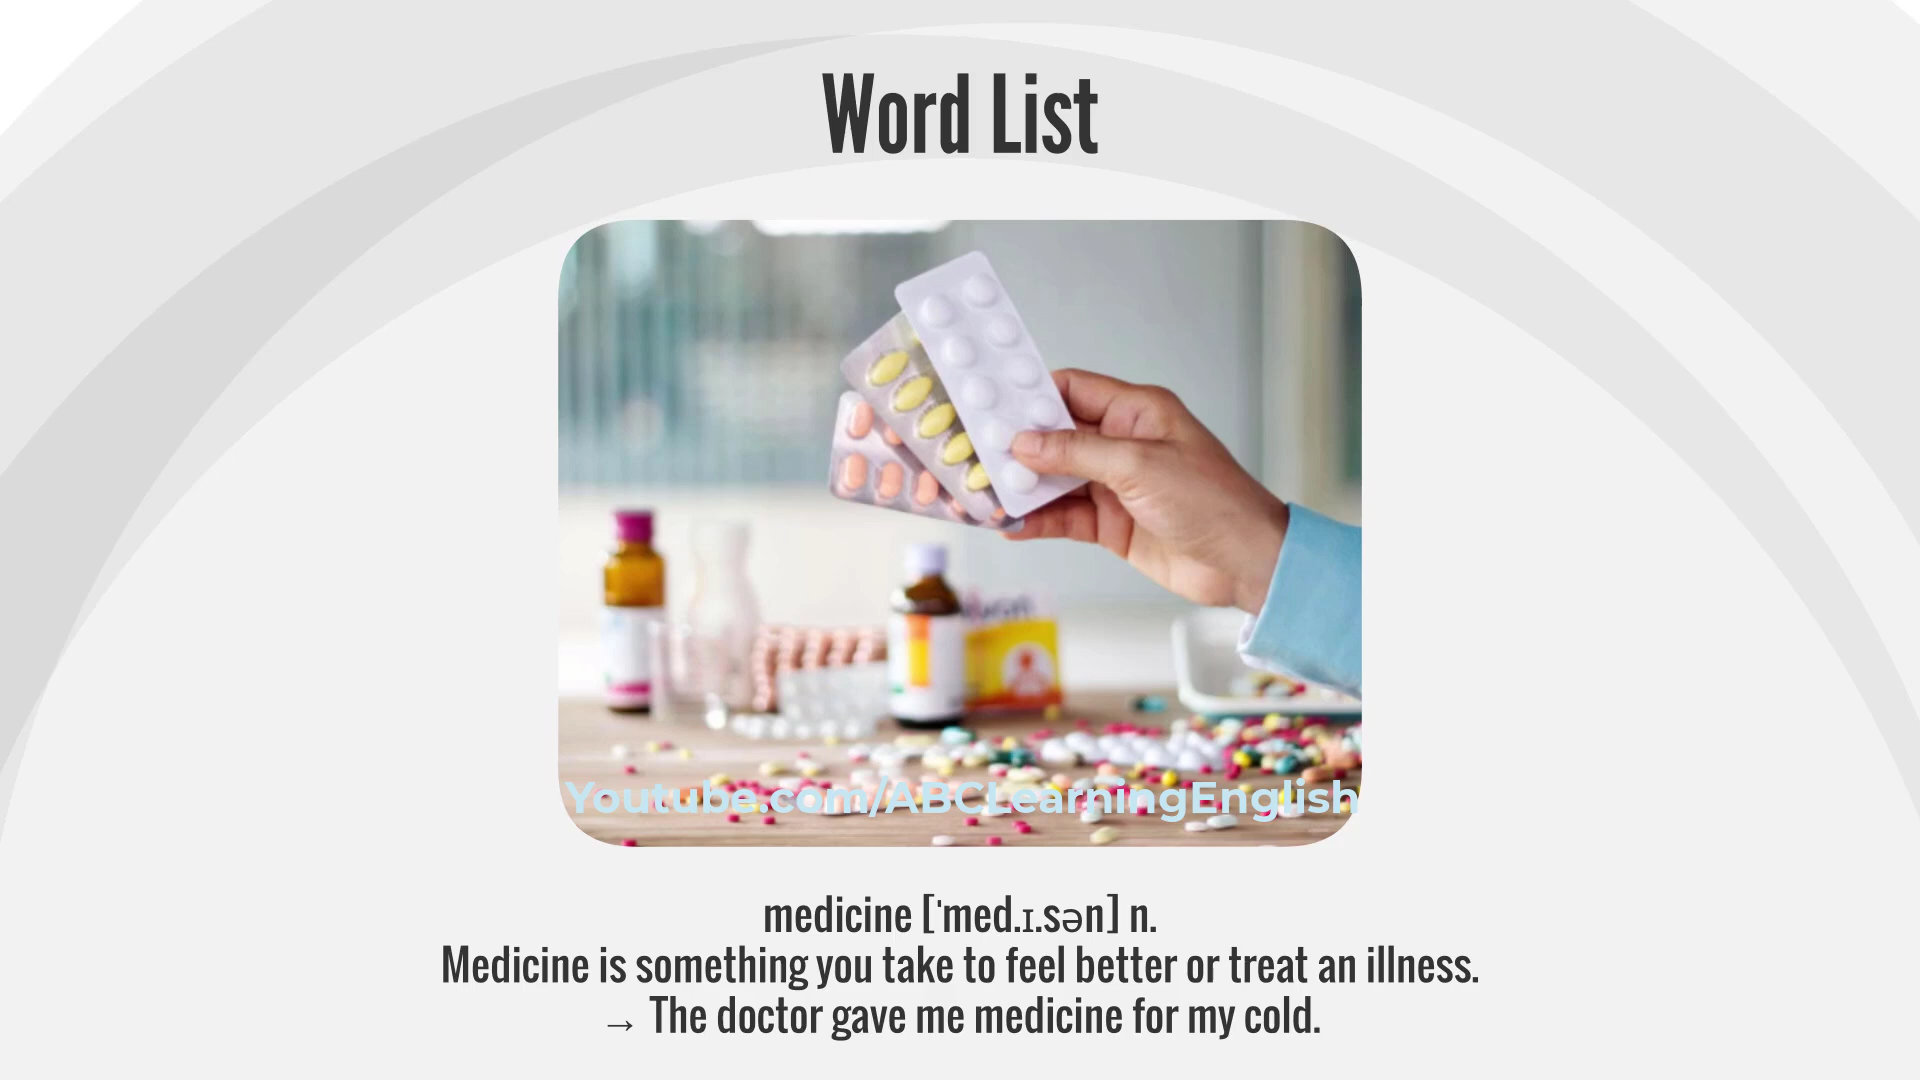 Word List
Youtube.com/ABCLearningEnglish
medicine [ˈmed.ɪ.sən] n.
Medicine is something you take to feel better or treat an illness.
→ The doctor gave me medicine for my cold.